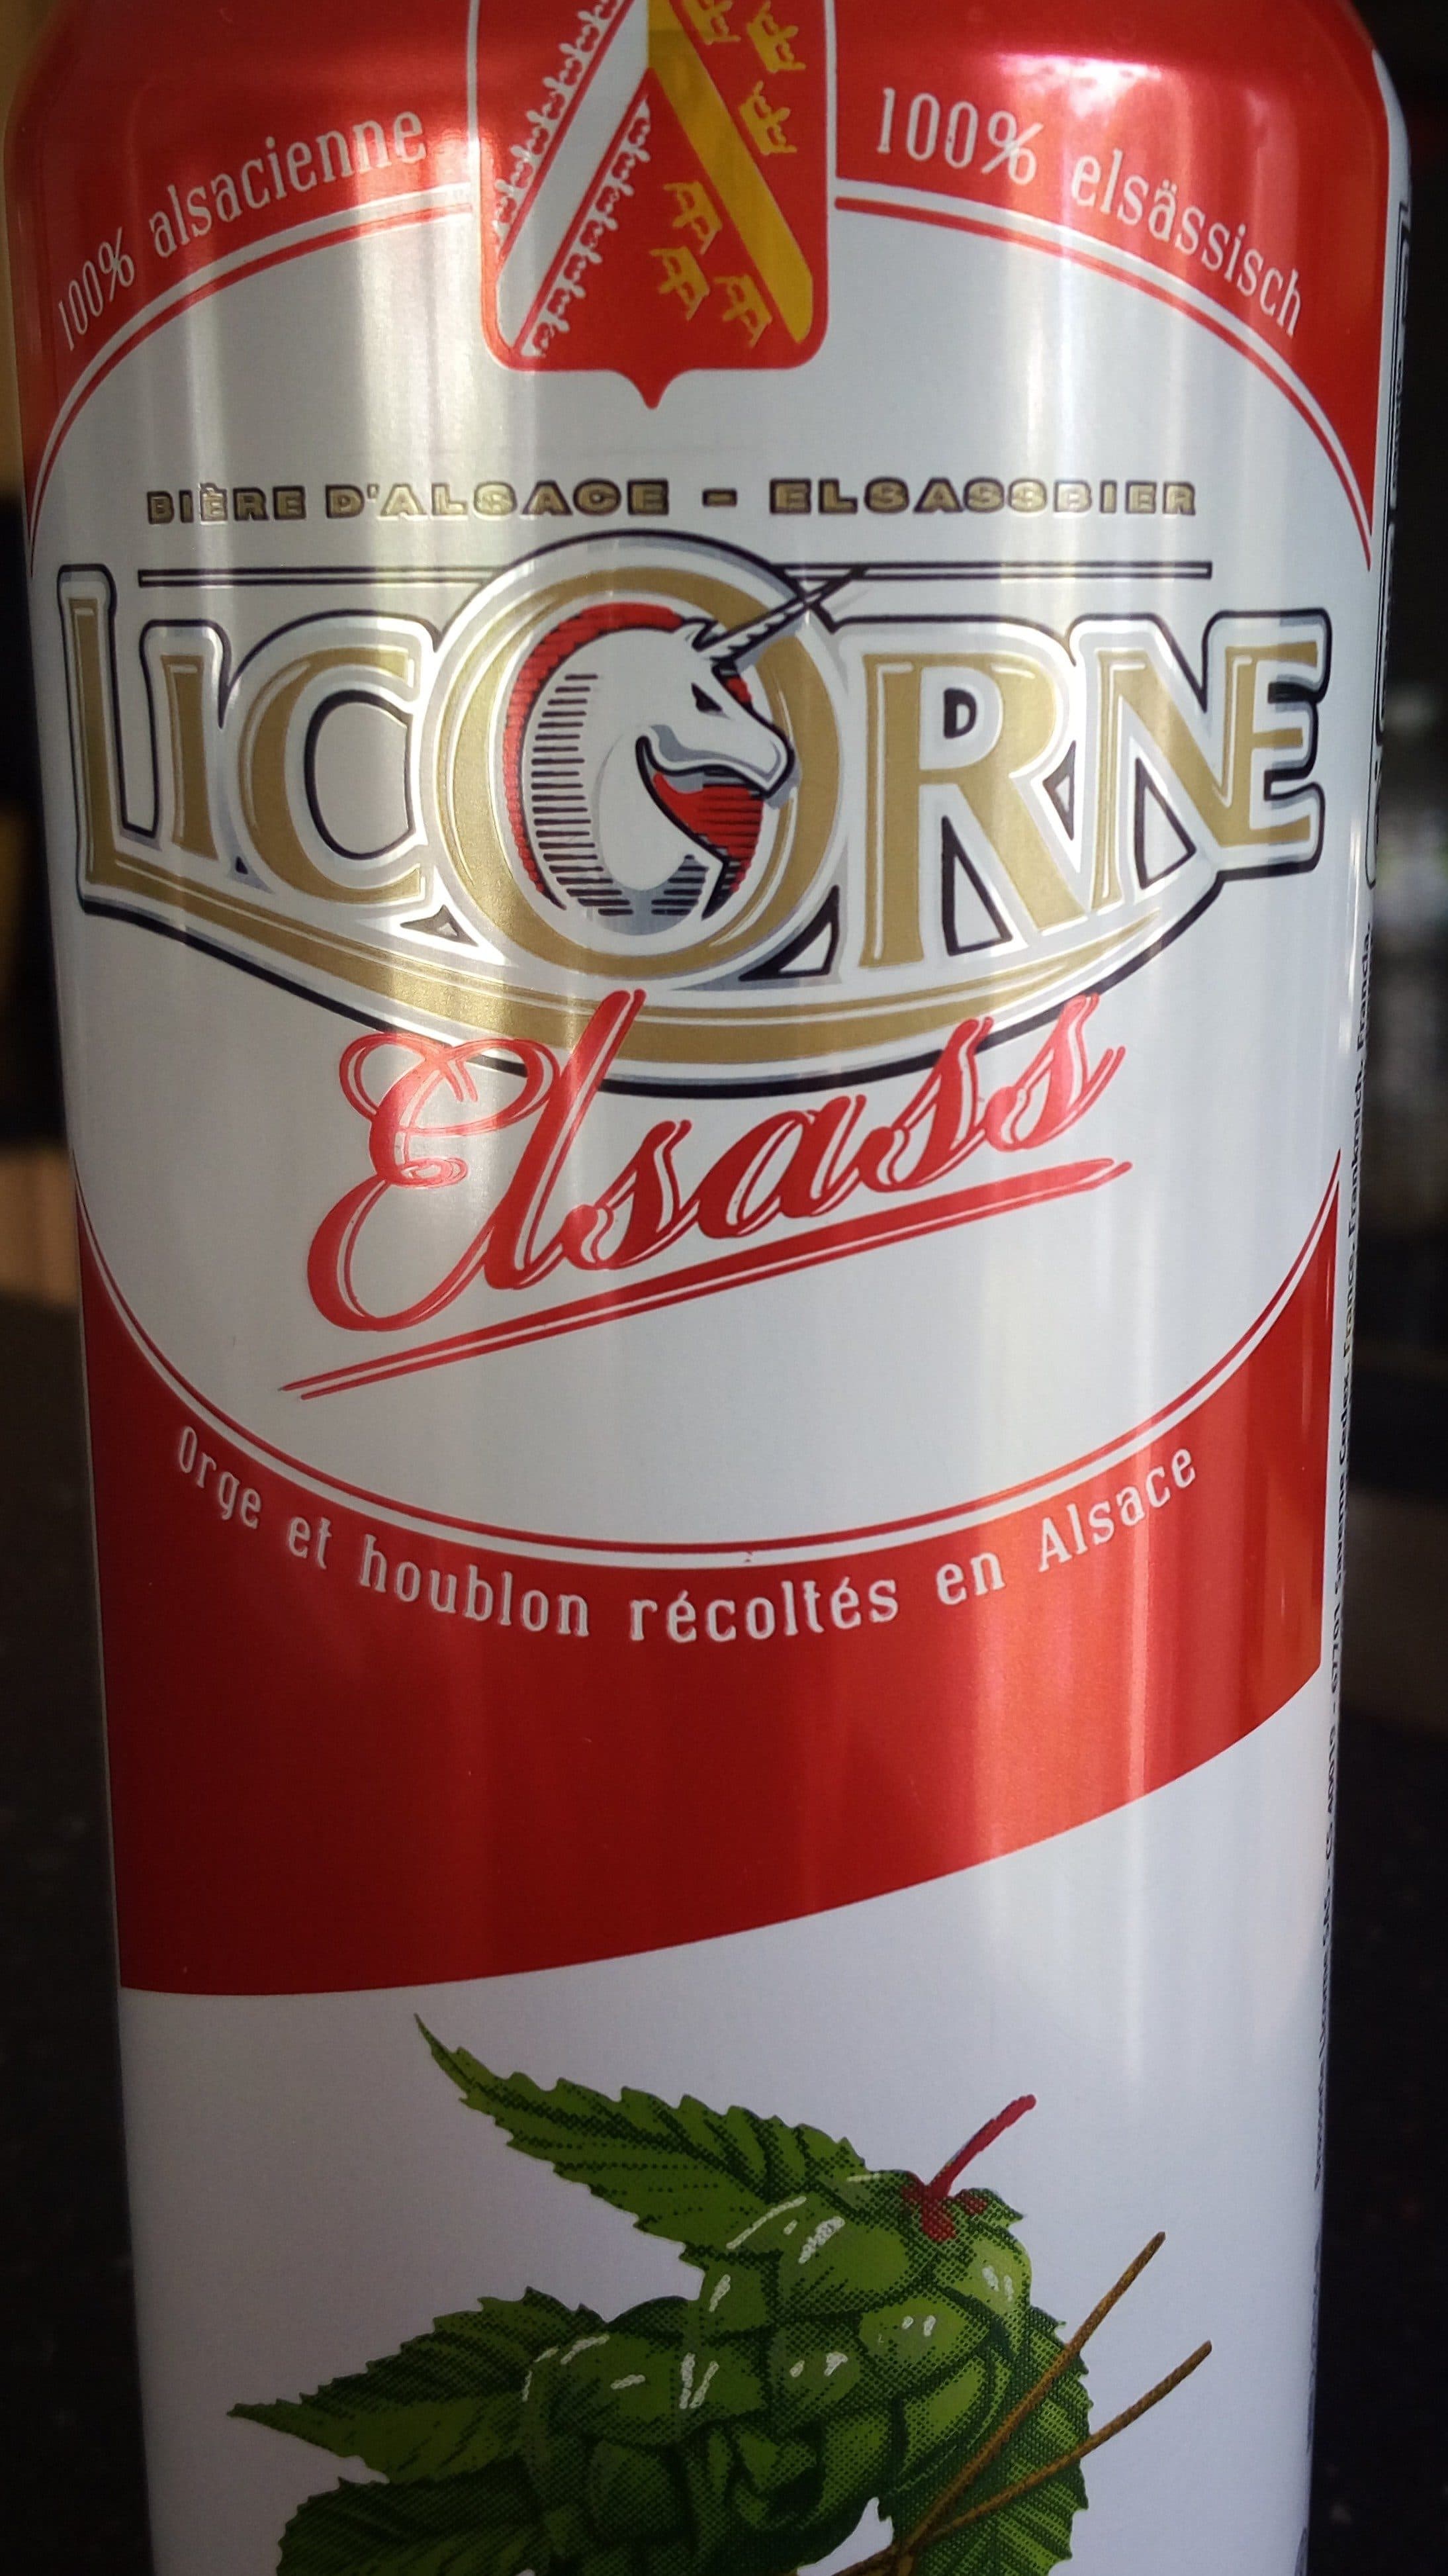 100% alsacienne
100% elsässisch
BIÈRE D'ALSACE - ELSASSBIER
LICORNE
Elsass
Orge et houblon récoltés en Alsace